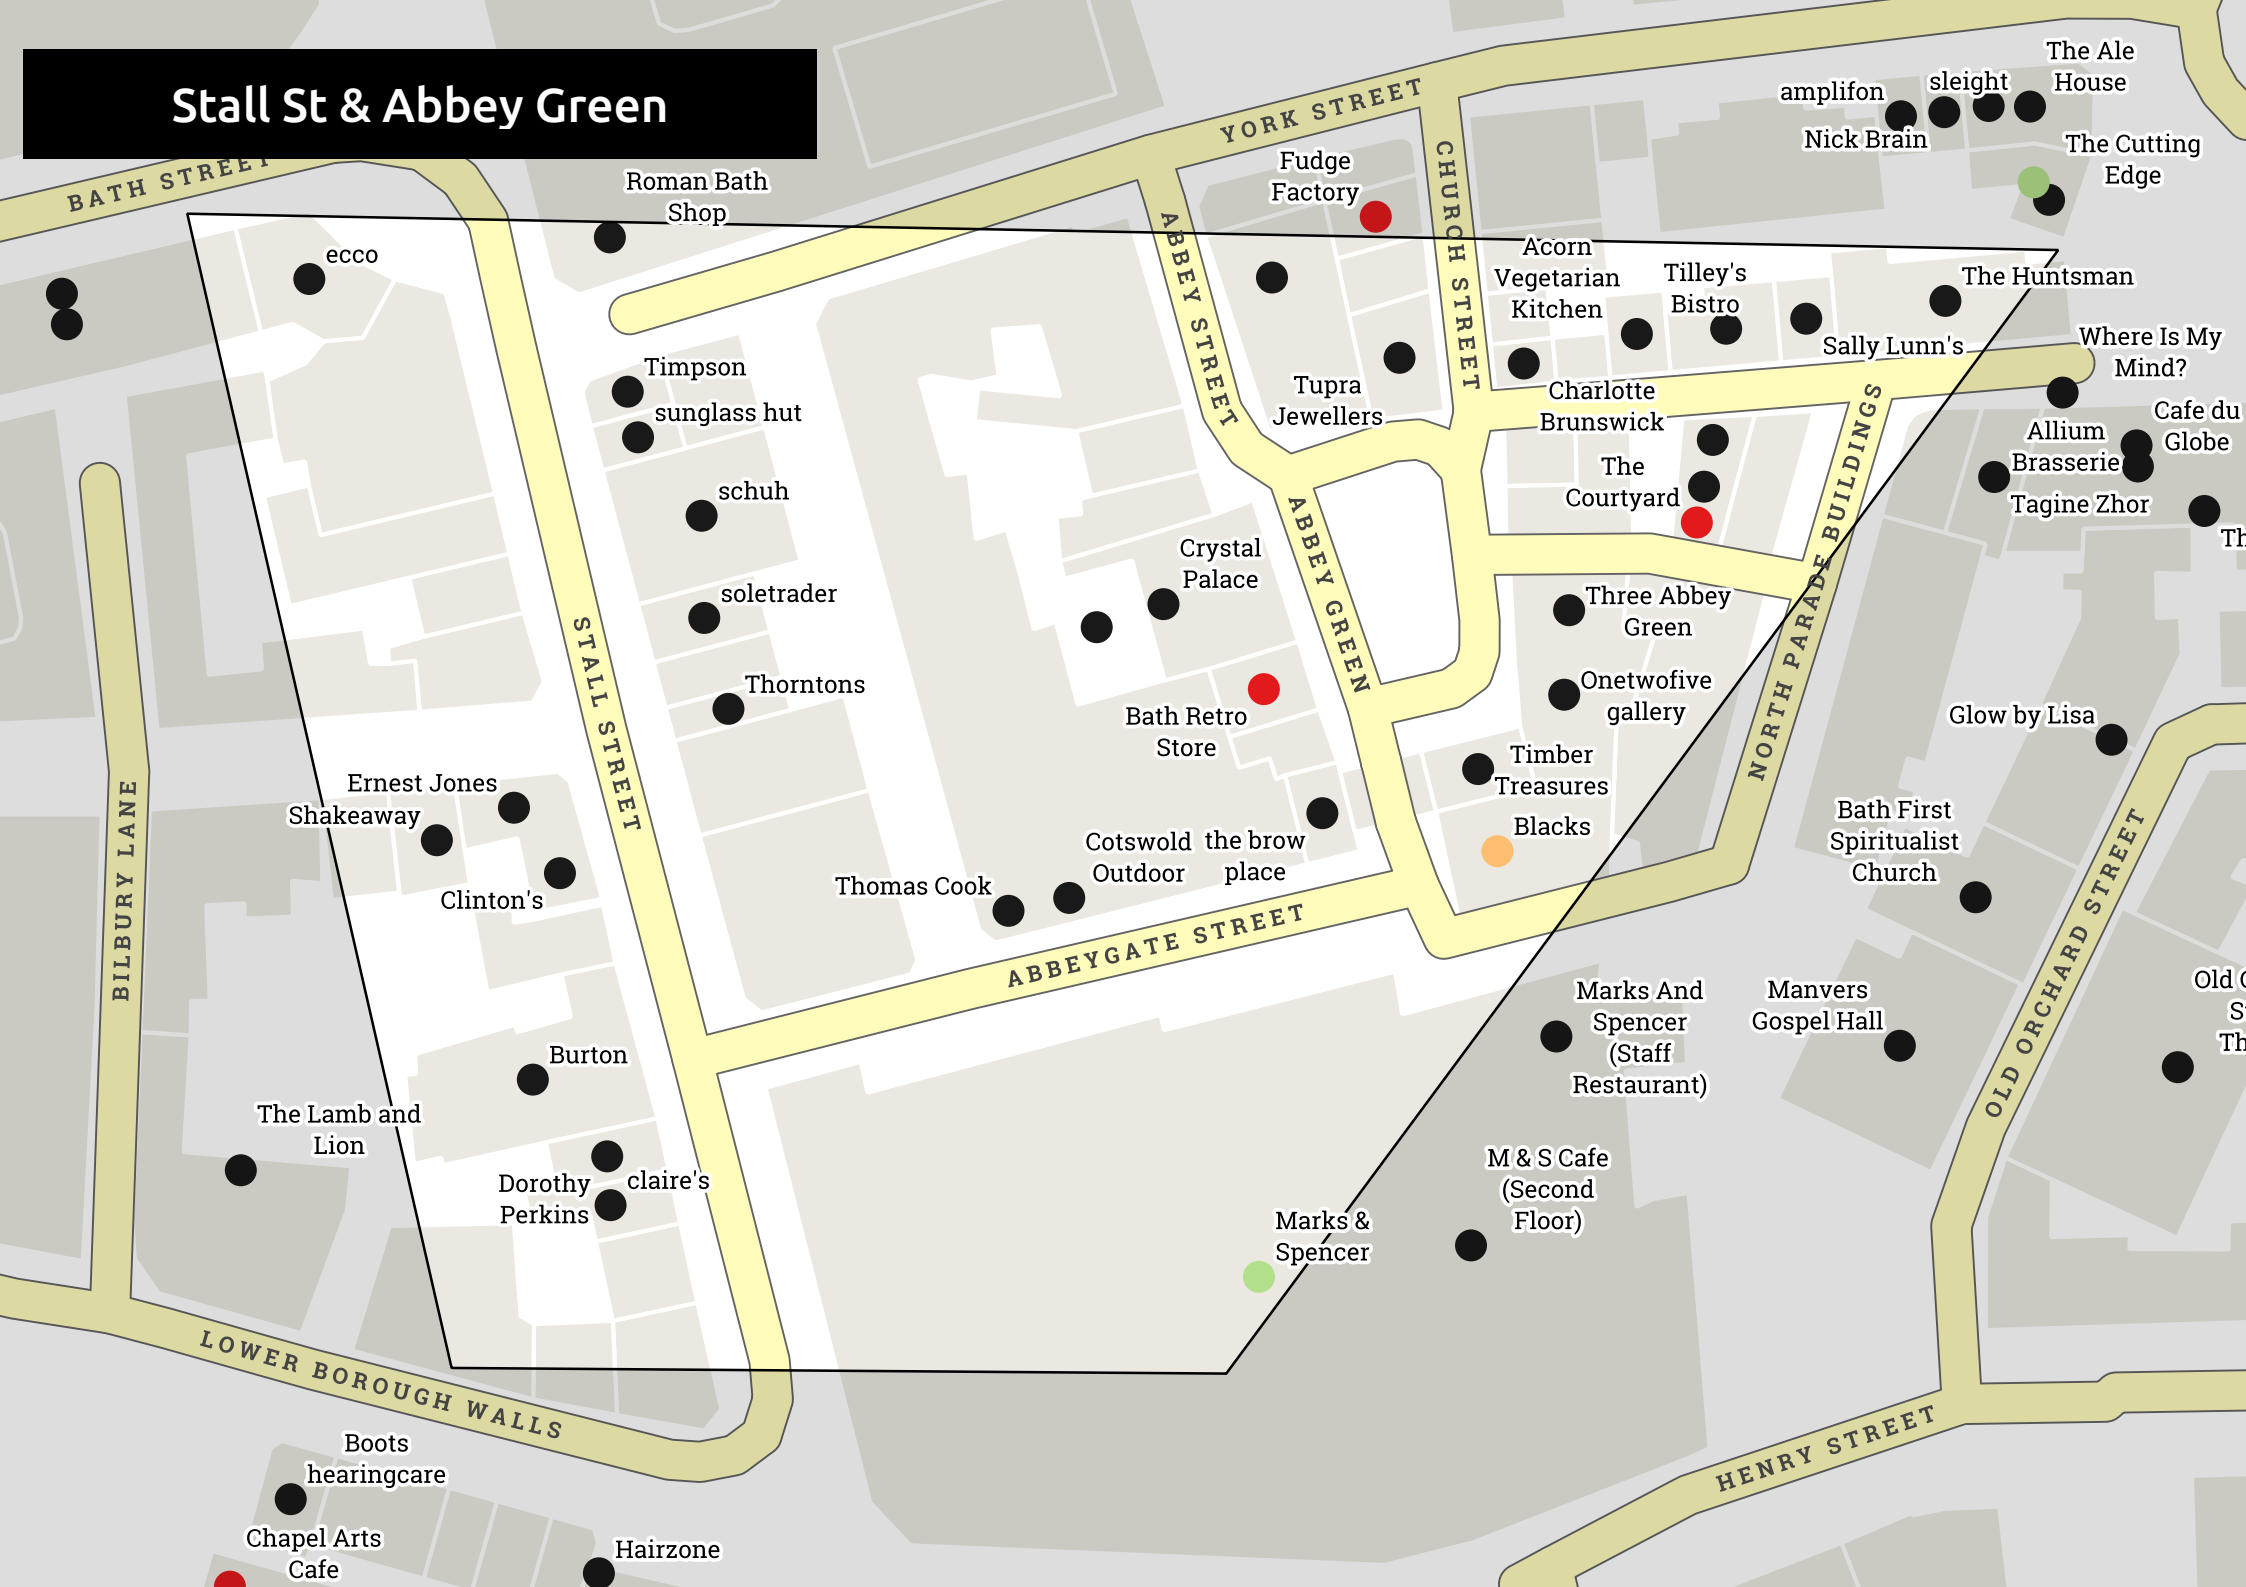 Stall St & Abbey Green
BATH STREET
YORK STREET
CHURCH STREET
ABBEY STREET
ABBEY GREEN
STALL STREET
ABBEYGATE STREET
NORTH PARADE BUILDINGS
BILBURY LANE
LOWER BOROUGH WALLS
OLD ORCHARD STREET
HENRY STREET
The Ale
House
sleight
amplifon
Nick Brain
The Cutting
Edge
Fudge
Factory
Roman Bath
Shop
ecco
Acorn
Vegetarian
Kitchen
Tilley's
Bistro
The Huntsman
Sally Lunn's
Where Is My
Mind?
Timpson
sunglass hut
Tupra
Jewellers
Charlotte
Brunswick
Cafe du
Globe
Allium
Brasserie
Tagine Zhor
The
Courtyard
Th
schuh
Crystal
Palace
soletrader
Three Abbey
Green
Thorntons
Onetwofive
gallery
Bath Retro
Store
Glow by Lisa
Timber
Treasures
Ernest Jones
Shakeaway
Blacks
Cotswold
Outdoor
the brow
place
Bath First
Spiritualist
Church
Thomas Cook
Clinton's
Marks And
Spencer
(Staff
Restaurant)
Manvers
Gospel Hall
Old
S
Th
Burton
The Lamb and
Lion
Dorothy
Perkins
claire's
M & S Cafe
(Second
Floor)
Marks &
Spencer
Boots
hearingcare
Chapel Arts
Cafe
Hairzone